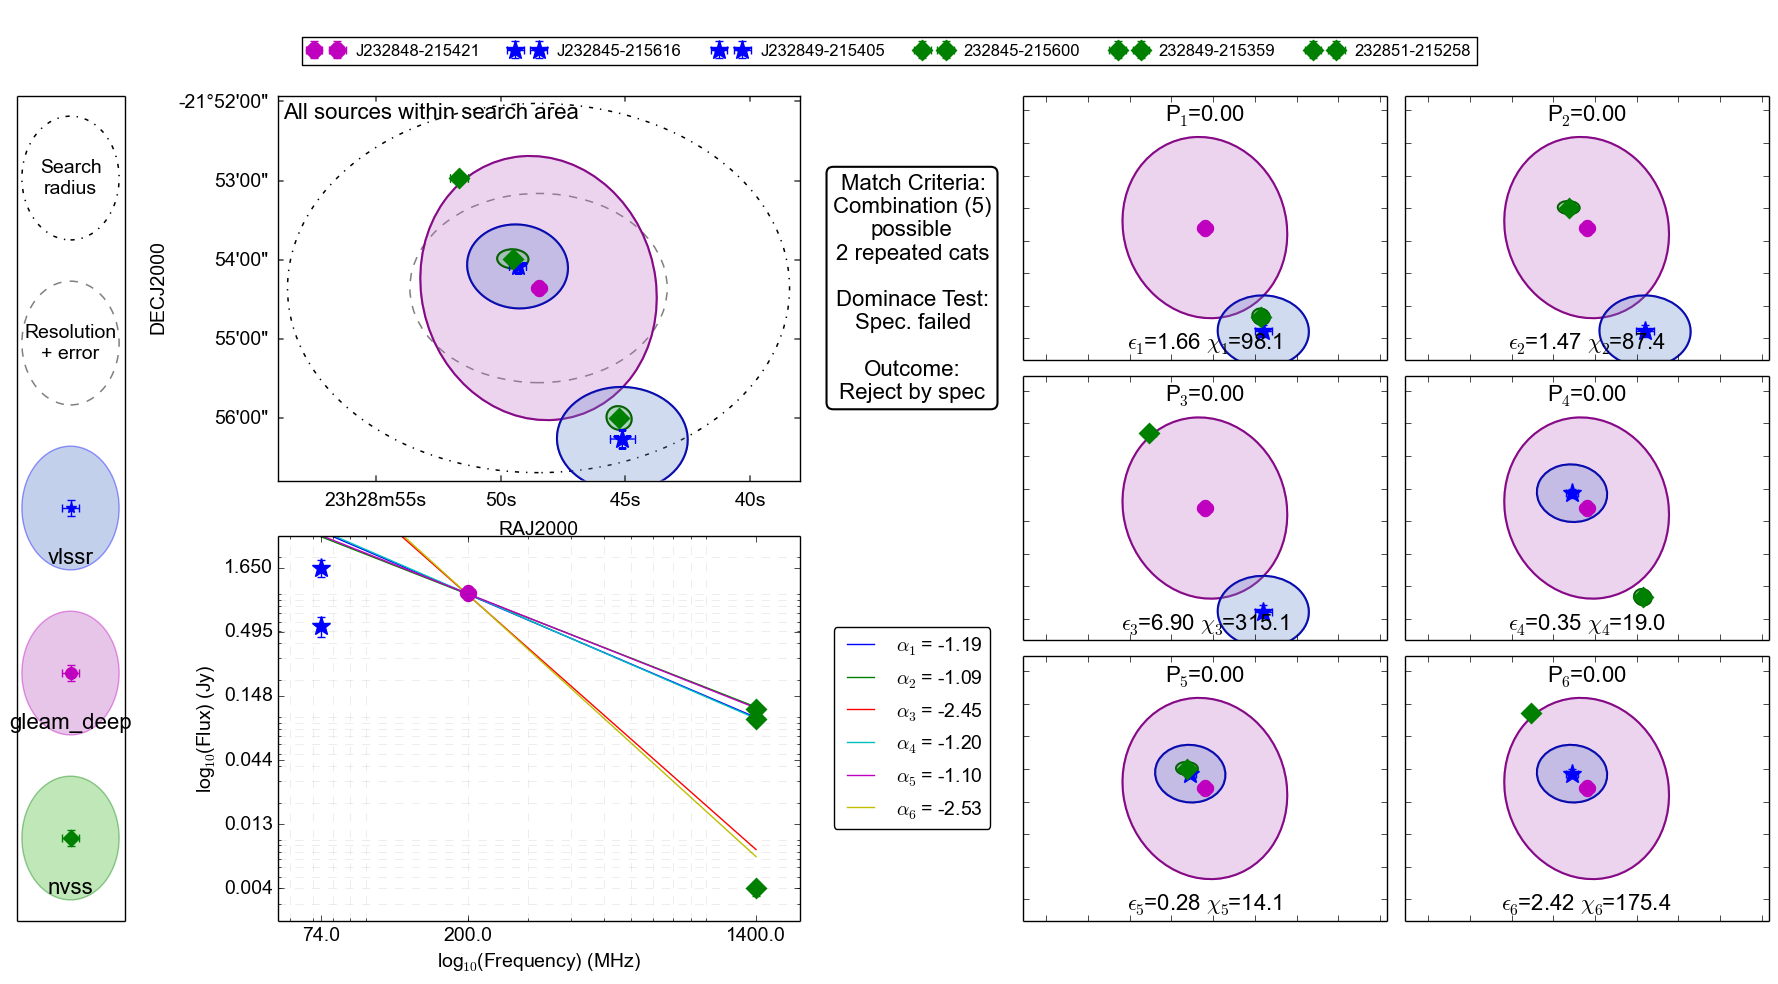 J232848-215421 J232845-215616 J232849-215405 232845-215600 232849-215359 232851-215258
Search
radius
Resolution
+ error
vlssr
gleam_deep
nvss
All sources within search area
-21°52'00"
53'00"
54'00"
55'00"
56'00"
DECJ2000
23h28m55s 50s 45s 40s
RAJ2000
Match Criteria:
Combination (5)
possible
2 repeated cats
Dominace Test:
Spec. failed
Outcome:
Reject by spec
1.650
0.495
0.148
0.044
0.013
0.004
log₁₀(Flux) (Jy)
74.0 200.0 1400.0
log₁₀(Frequency) (MHz)
α₁ = -1.19
α₂ = -1.09
α₃ = -2.45
α₄ = -1.20
α₅ = -1.10
α₆ = -2.53
P₁=0.00
ϵ₁=1.66 χ₁=98.1
P₂=0.00
ϵ₂=1.47 χ₂=87.4
P₃=0.00
ϵ₃=6.90 χ₃=315.1
P₄=0.00
ϵ₄=0.35 χ₄=19.0
P₅=0.00
ϵ₅=0.28 χ₅=14.1
P₆=0.00
ϵ₆=2.42 χ₆=175.4